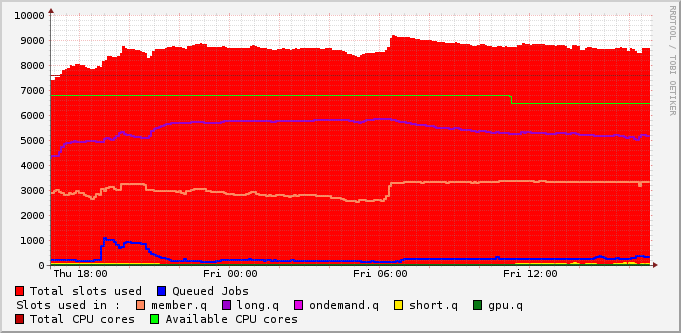 10000
9000
8000
7000
6000
5000
4000
3000
2000
1000
0
Thu 18:00 Fri 00:00 Fri 06:00 Fri 12:00
RRDTOOL / TOBI OETIKER
Total slots used Queued Jobs
Slots used in : member.q long.q ondemand.q short.q gpu.q
Total CPU cores Available CPU cores